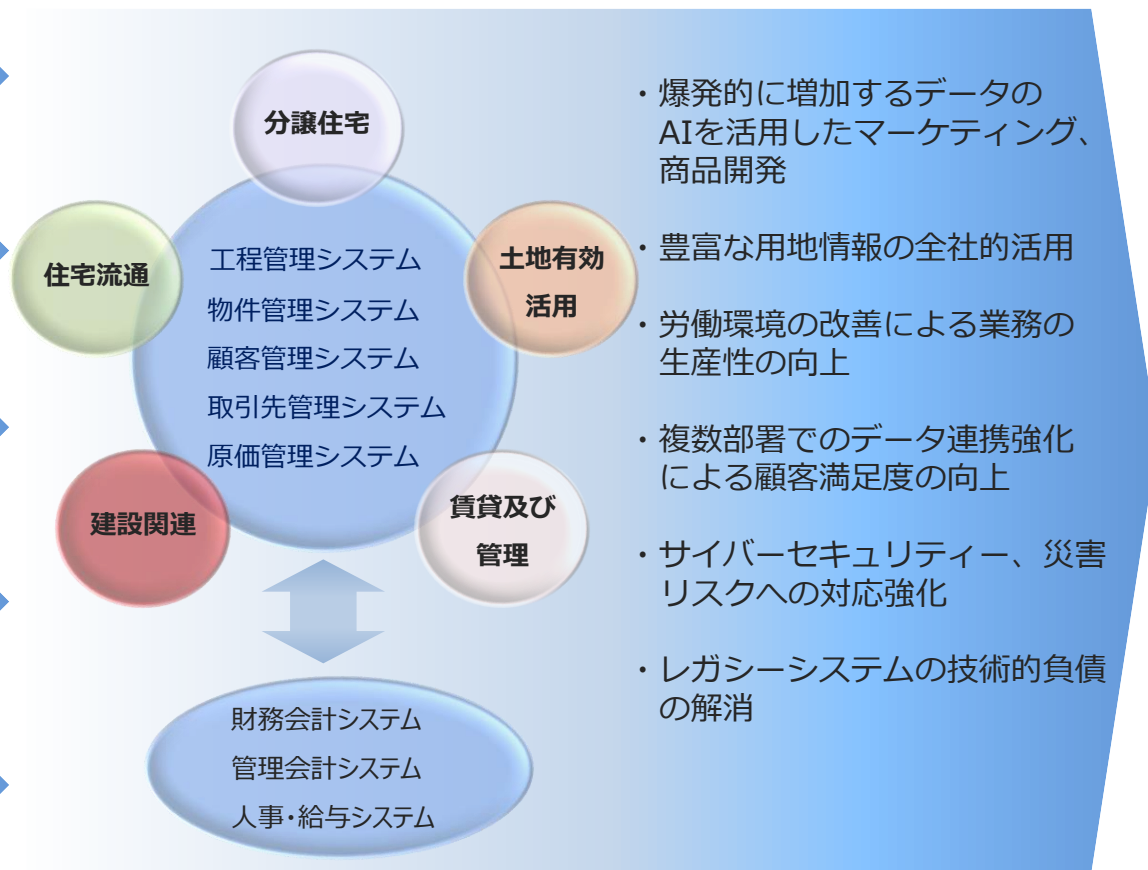 分譲住宅
住宅流通
土地有効
活用
建設関連
賃貸及び
管理
工程管理システム
物件管理システム
顧客管理システム
取引先管理システム
原価管理システム
財務会計システム
管理会計システム
人事・給与システム
・爆発的に増加するデータの
AIを活用したマーケティング、
商品開発
・豊富な用地情報の全社的活用
・労働環境の改善による業務の
生産性の向上
・複数部署でのデータ連携強化
による顧客満足度の向上
・サイバーセキュリティー、災害
リスクへの対応強化
・レガシーシステムの技術的負債
の解消